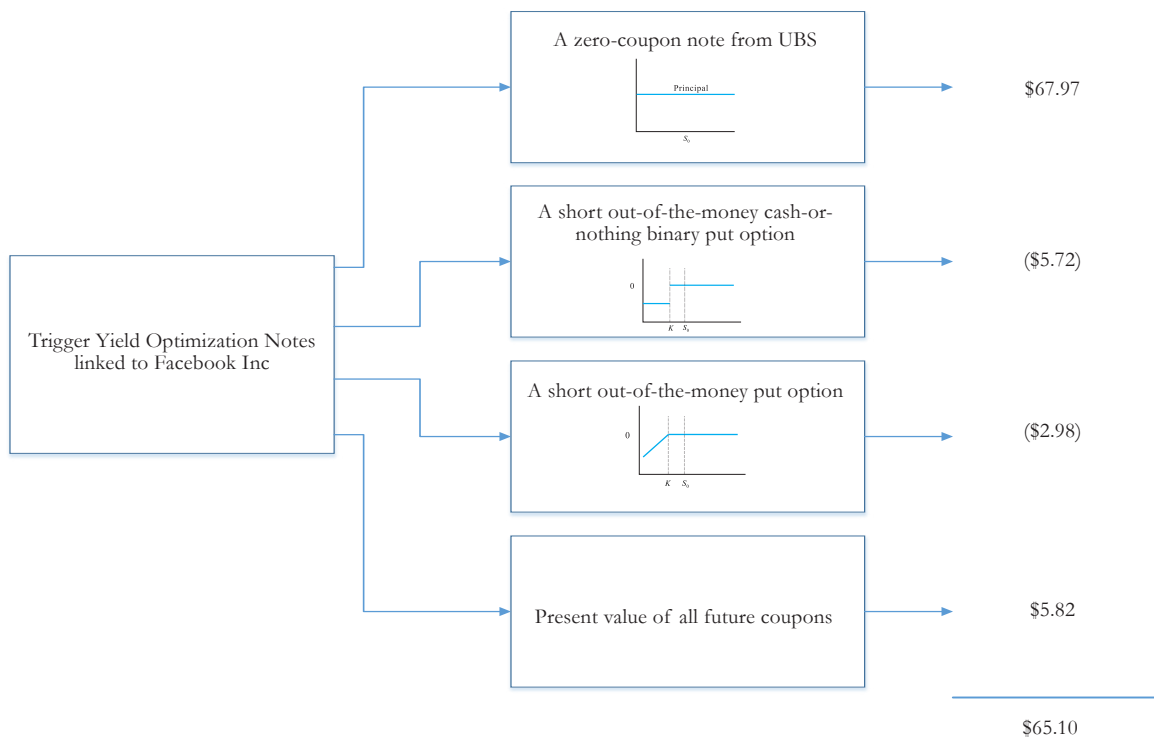 A zero-coupon note from UBS
Principal
S₀
$67.97
A short out-of-the-money cash-or-
nothing binary put option
0
K S₀
($5.72)
Trigger Yield Optimization Notes
linked to Facebook Inc
A short out-of-the-money put option
0
K S₀
($2.98)
Present value of all future coupons
$5.82
$65.10